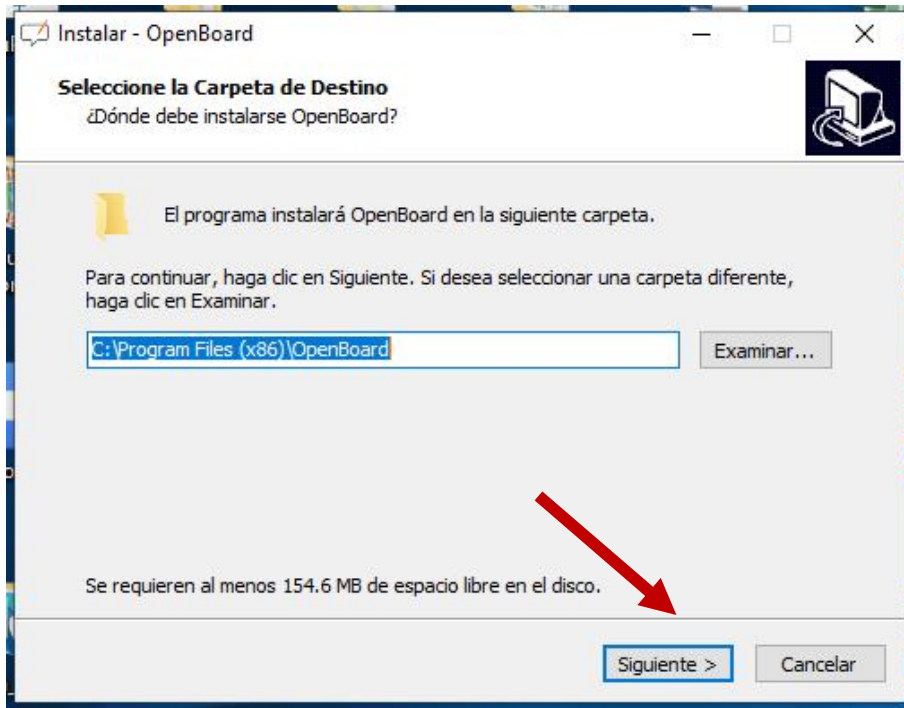 Instalar - OpenBoard
Seleccione la Carpeta de Destino
¿Dónde debe instalarse OpenBoard?
El programa instalará OpenBoard en la siguiente carpeta.
Para continuar, haga clic en Siguiente. Si desea seleccionar una carpeta diferente,
haga clic en Examinar.
C:\Program Files (x86)\OpenBoard
Examinar...
Se requieren al menos 154.6 MB de espacio libre en el disco.
Siguiente >
Cancelar